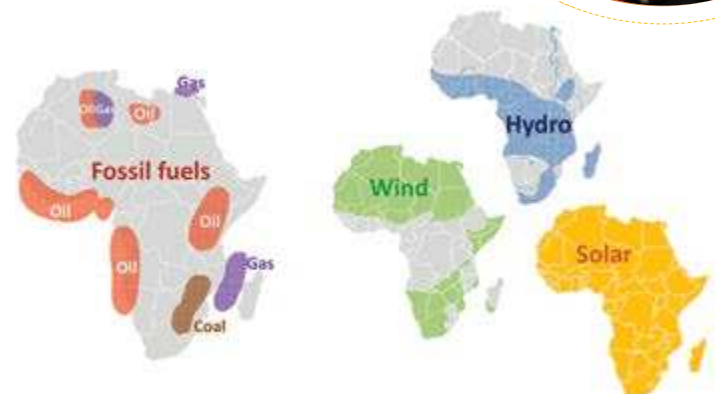 Gas
Oil
Gas
Oil
Fossil fuels
Oil
Oil
Oil
Gas
Coal
Hydro
Wind
Solar